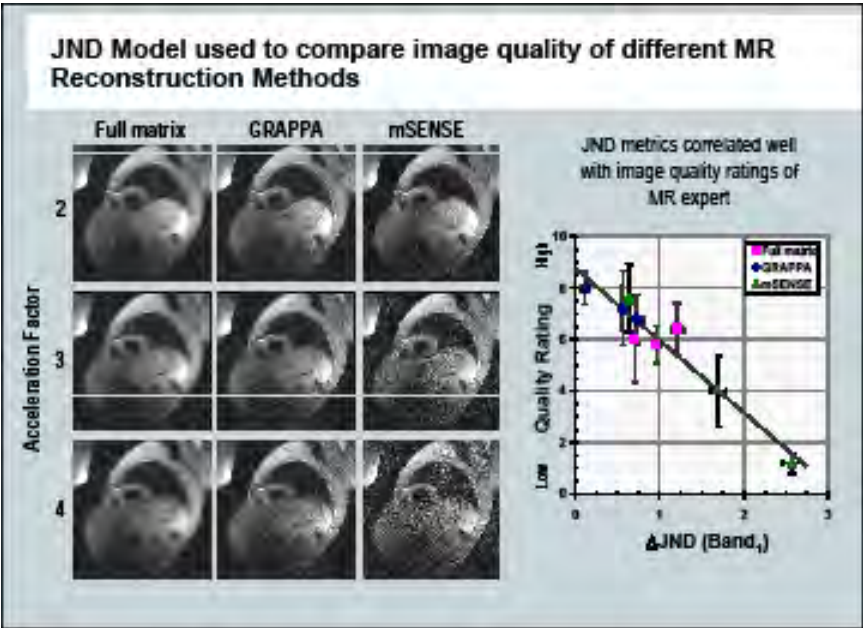 JND Model used to compare image quality of different MR
Reconstruction Methods
Full matrix
GRAPPA
mSENSE
Acceleration Factor
2
3
4
JND metrics correlated well
with image quality ratings of
MR expert
Low Quality Rating High
10
8
6
4
2
0
Full matrix
GRAPPA
mSENSE
0
1
2
3
ΔJND (Band₁)